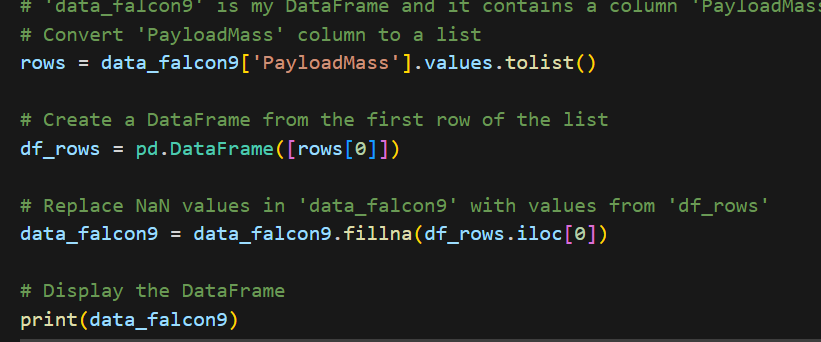 # 'data_falcon9' is my DataFrame and it contains a column 'PayloadMass
# Convert 'PayloadMass' column to a list
rows = data_falcon9['PayloadMass'].values.tolist()
# Create a DataFrame from the first row of the list
df_rows = pd.DataFrame([rows[0]])
# Replace NaN values in 'data_falcon9' with values from 'df_rows'
data_falcon9 = data_falcon9.fillna(df_rows.iloc[0])
# Display the DataFrame
print(data_falcon9)